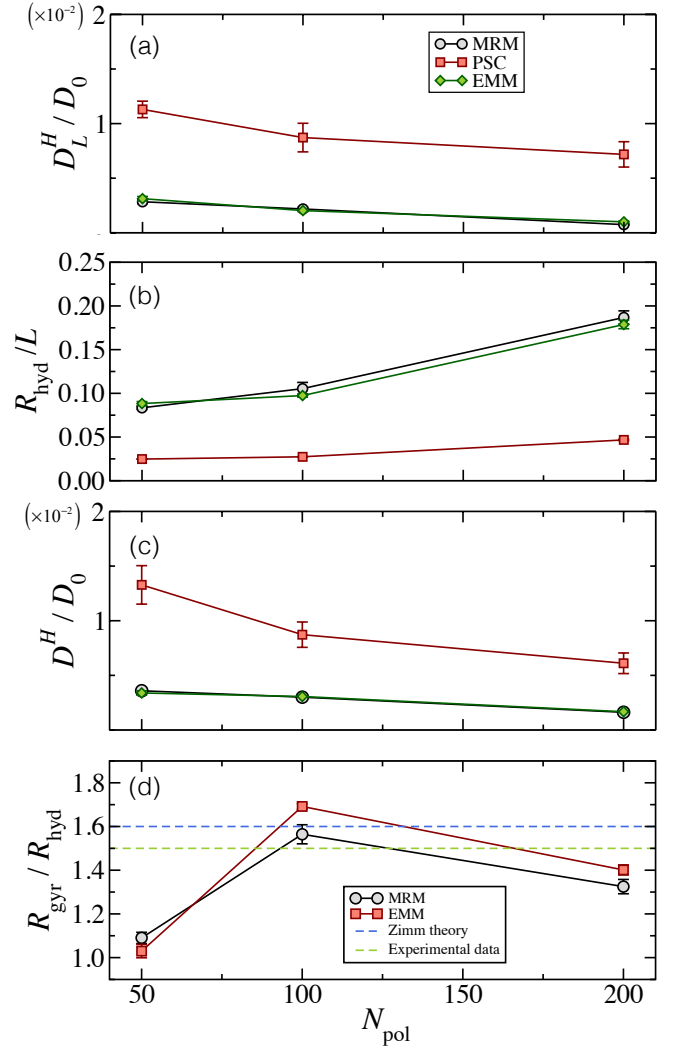 (×10⁻²)
2
(a)
MRM
PSC
EMM
D_L^H / D_0
1
0.25
(b)
0.20
R_hyd / L
0.15
0.10
0.05
0.00
(×10⁻²)
2
(c)
D^H / D_0
1
1.8
(d)
1.6
R_gyr / R_hyd
1.4
1.2
1.0
MRM
EMM
Zimm theory
Experimental data
50 100 150 200
N_pol